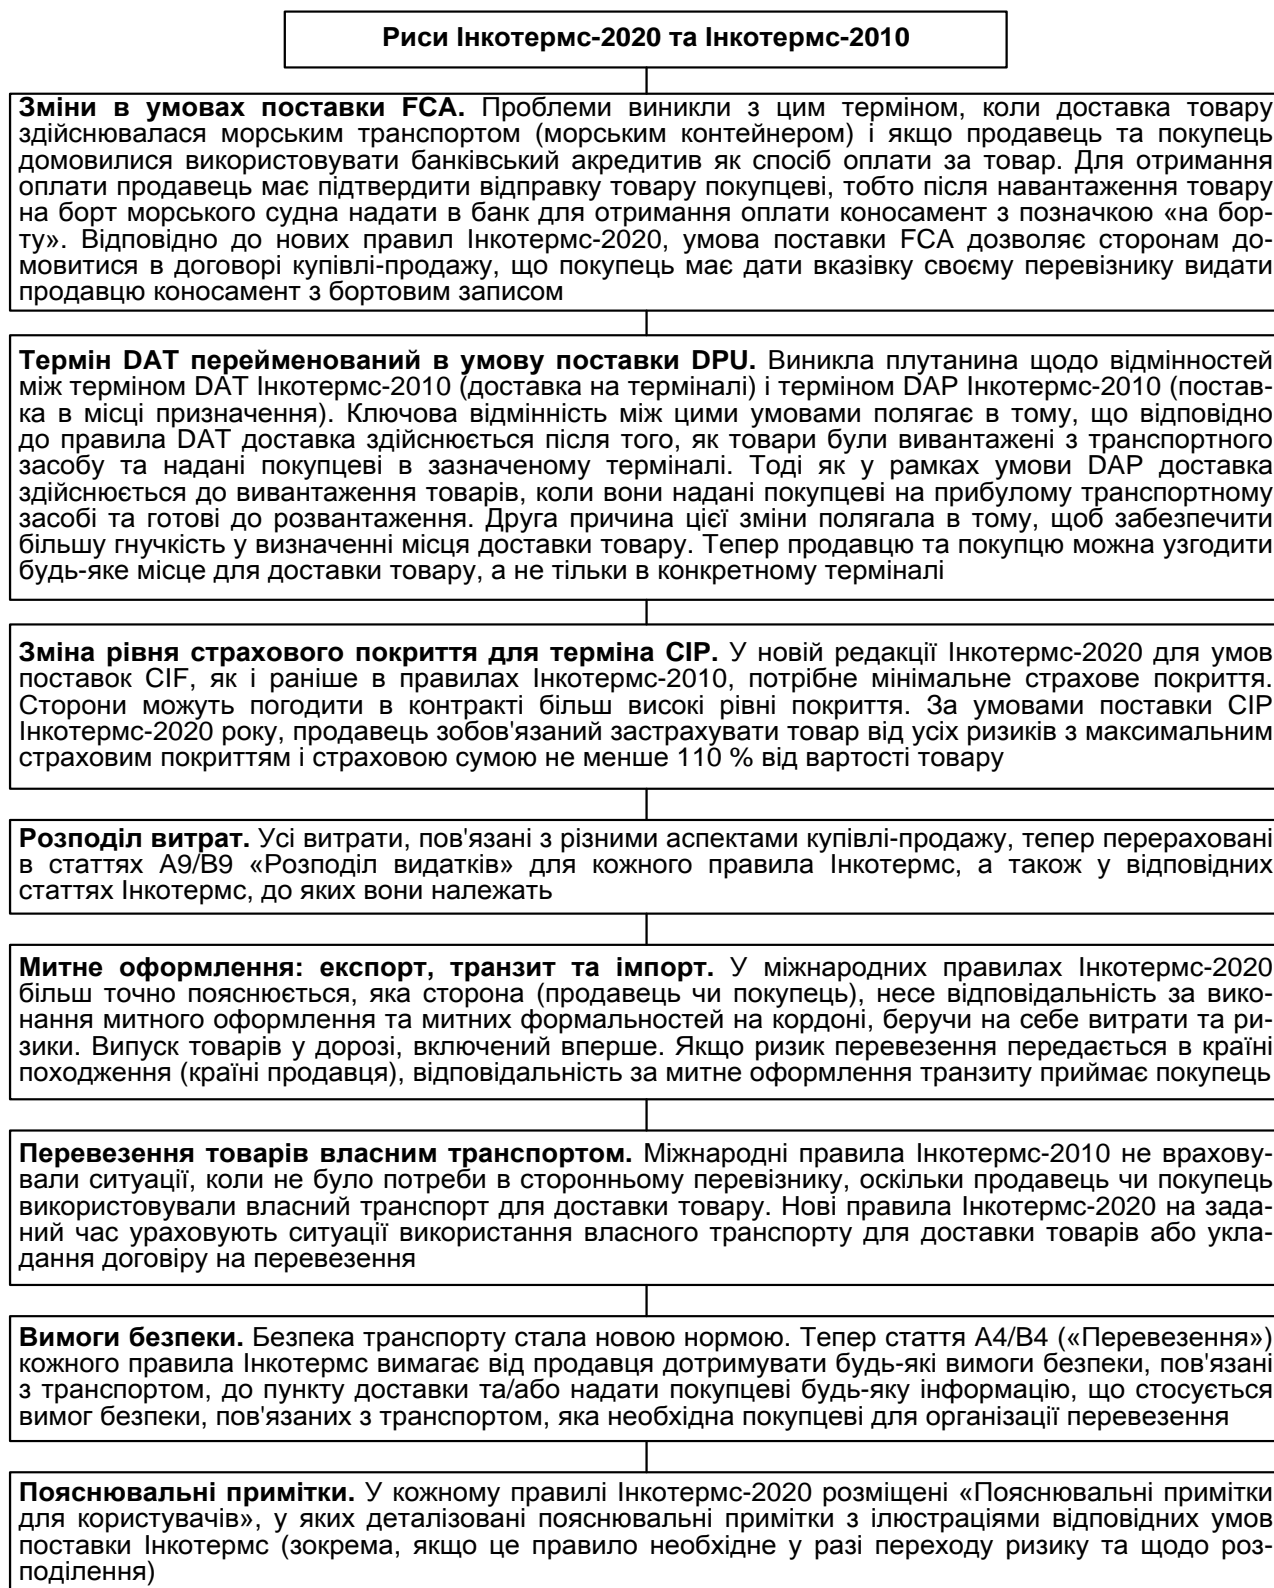 Риси Інкотермс-2020 та Інкотермс-2010
Зміни в умовах поставки FCA. Проблеми виникли з цим терміном, коли доставка товару
здійснювалася морським транспортом (морським контейнером) і якщо продавець та покупець
домовилися використовувати банківський акредитив як спосіб оплати за товар. Для отримання
оплати продавець має підтвердити відправку товару покупцеві, тобто після навантаження товару
на борт морського судна надати в банк для отримання оплати коносамент з позначкою «на бор-
ту». Відповідно до нових правил Інкотермс-2020, умова поставки FCA дозволяє сторонам до-
мовитися в договорі купівлі-продажу, що покупець має дати вказівку своєму перевізнику видати
продавцю коносамент з бортовим записом
Термін DAT перейменований в умову поставки DPU. Виникла плутанина щодо відмінностей
між терміном DAT Інкотермс-2010 (доставка на терміналі) і терміном DAP Інкотермс-2010 (постав-
ка в місці призначення). Ключова відмінність між цими умовами полягає в тому, що відповідно
до правила DAT доставка здійснюється після того, як товари були вивантажені з транспортного
засобу та надані покупцеві в зазначеному терміналі. Тоді як у рамках умови DAP доставка
здійснюється до вивантаження товарів, коли вони надані покупцеві на прибулому транспортному
засобі та готові до розвантаження. Друга причина цієї зміни полягала в тому, щоб забезпечити
більшу гнучкість у визначенні місця доставки товару. Тепер продавцю та покупцю можна узгодити
будь-яке місце для доставки товару, а не тільки в конкретному терміналі
Зміна рівня страхового покриття для терміна CIP. У новій редакції Інкотермс-2020 для умов
поставок CIF, як і раніше в правилах Інкотермс-2010, потрібне мінімальне страхове покриття.
Сторони можуть погодити в контракті більш високі рівні покриття. За умовами поставки CIP
Інкотермс-2020 року, продавець зобов'язаний застрахувати товар від усіх ризиків з максимальним
страховим покриттям і страховою сумою не менше 110 % від вартості товару
Розподіл витрат. Усі витрати, пов'язані з різними аспектами купівлі-продажу, тепер перераховані
в статтях A9/B9 «Розподіл видатків» для кожного правила Інкотермс, а також у відповідних
статтях Інкотермс, до яких вони належать
Митне оформлення: експорт, транзит та імпорт. У міжнародних правилах Інкотермс-2020
більш точно пояснюється, яка сторона (продавець чи покупець), несе відповідальність за вико-
нання митного оформлення та митних формальностей на кордоні, беручи на себе витрати та ри-
зики. Випуск товарів у дорозі, включений вперше. Якщо ризик перевезення передається в країні
походження (країні продавця), відповідальність за митне оформлення транзиту приймає покупець
Перевезення товарів власним транспортом. Міжнародні правила Інкотермс-2010 не врахову-
вали ситуації, коли не було потреби в сторонньому перевізнику, оскільки продавець чи покупець
використовували власний транспорт для доставки товару. Нові правила Інкотермс-2020 на зада-
ний час ураховують ситуації використання власного транспорту для доставки товарів або укла-
дання договіру на перевезення
Вимоги безпеки. Безпека транспорту стала новою нормою. Тепер стаття A4/B4 («Перевезення»)
кожного правила Інкотермс вимагає від продавця дотримувати будь-які вимоги безпеки, пов'язані
з транспортом, до пункту доставки та/або надати покупцеві будь-яку інформацію, що стосується
вимог безпеки, пов'язаних з транспортом, яка необхідна покупцеві для організації перевезення
Пояснювальні примітки. У кожному правилі Інкотермс-2020 розміщені «Пояснювальні примітки
для користувачів», у яких деталізовані пояснювальні примітки з ілюстраціями відповідних умов
поставки Інкотермс (зокрема, якщо це правило необхідне у разі переходу ризику та щодо роз-
поділення)